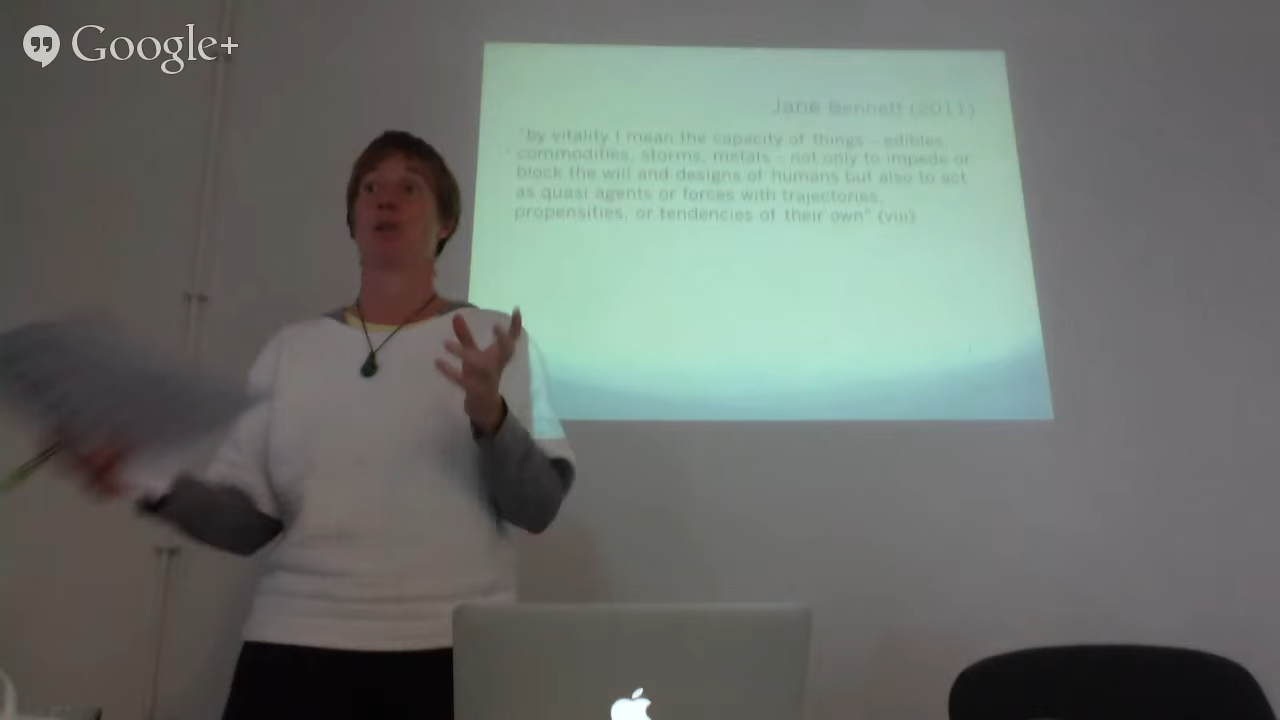 Google+
Jane Bennett (2011)
"by vitality I mean the capacity of things - edibles,
commodities, storms, metals - not only to impede or
block the will and designs of humans but also to act
as quasi agents or forces with trajectories,
propensities, or tendencies of their own" (viii)